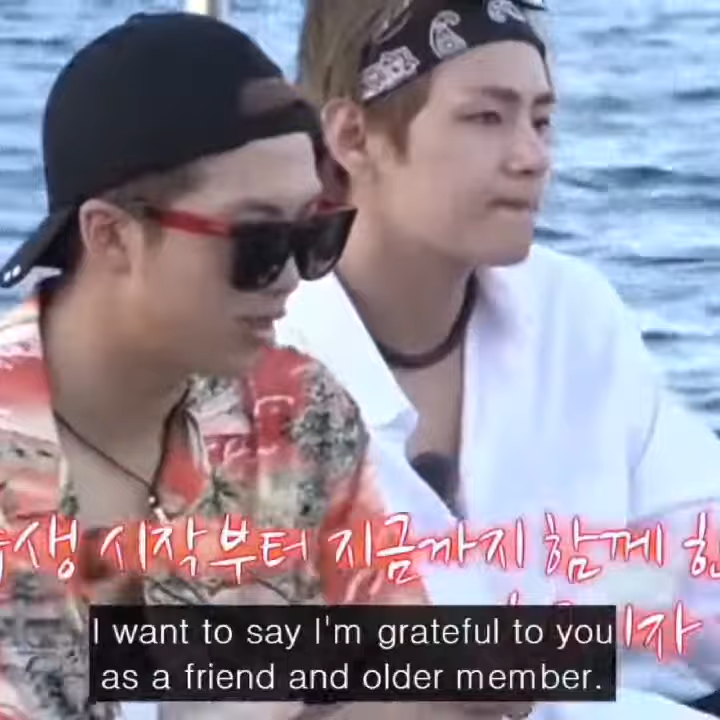 생 시작부터 지금까지 함께 한
I want to say I'm grateful to you
as a friend and older member.